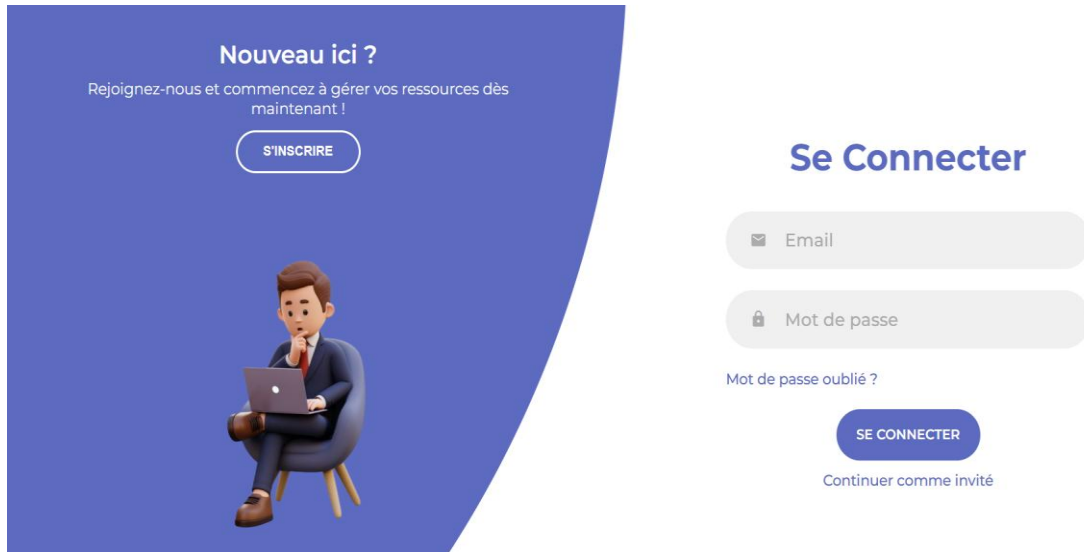 Nouveau ici ?
Rejoignez-nous et commencez à gérer vos ressources dès
maintenant !
S'INSCRIRE
Se Connecter
Email
Mot de passe
Mot de passe oublié ?
SE CONNECTER
Continuer comme invité